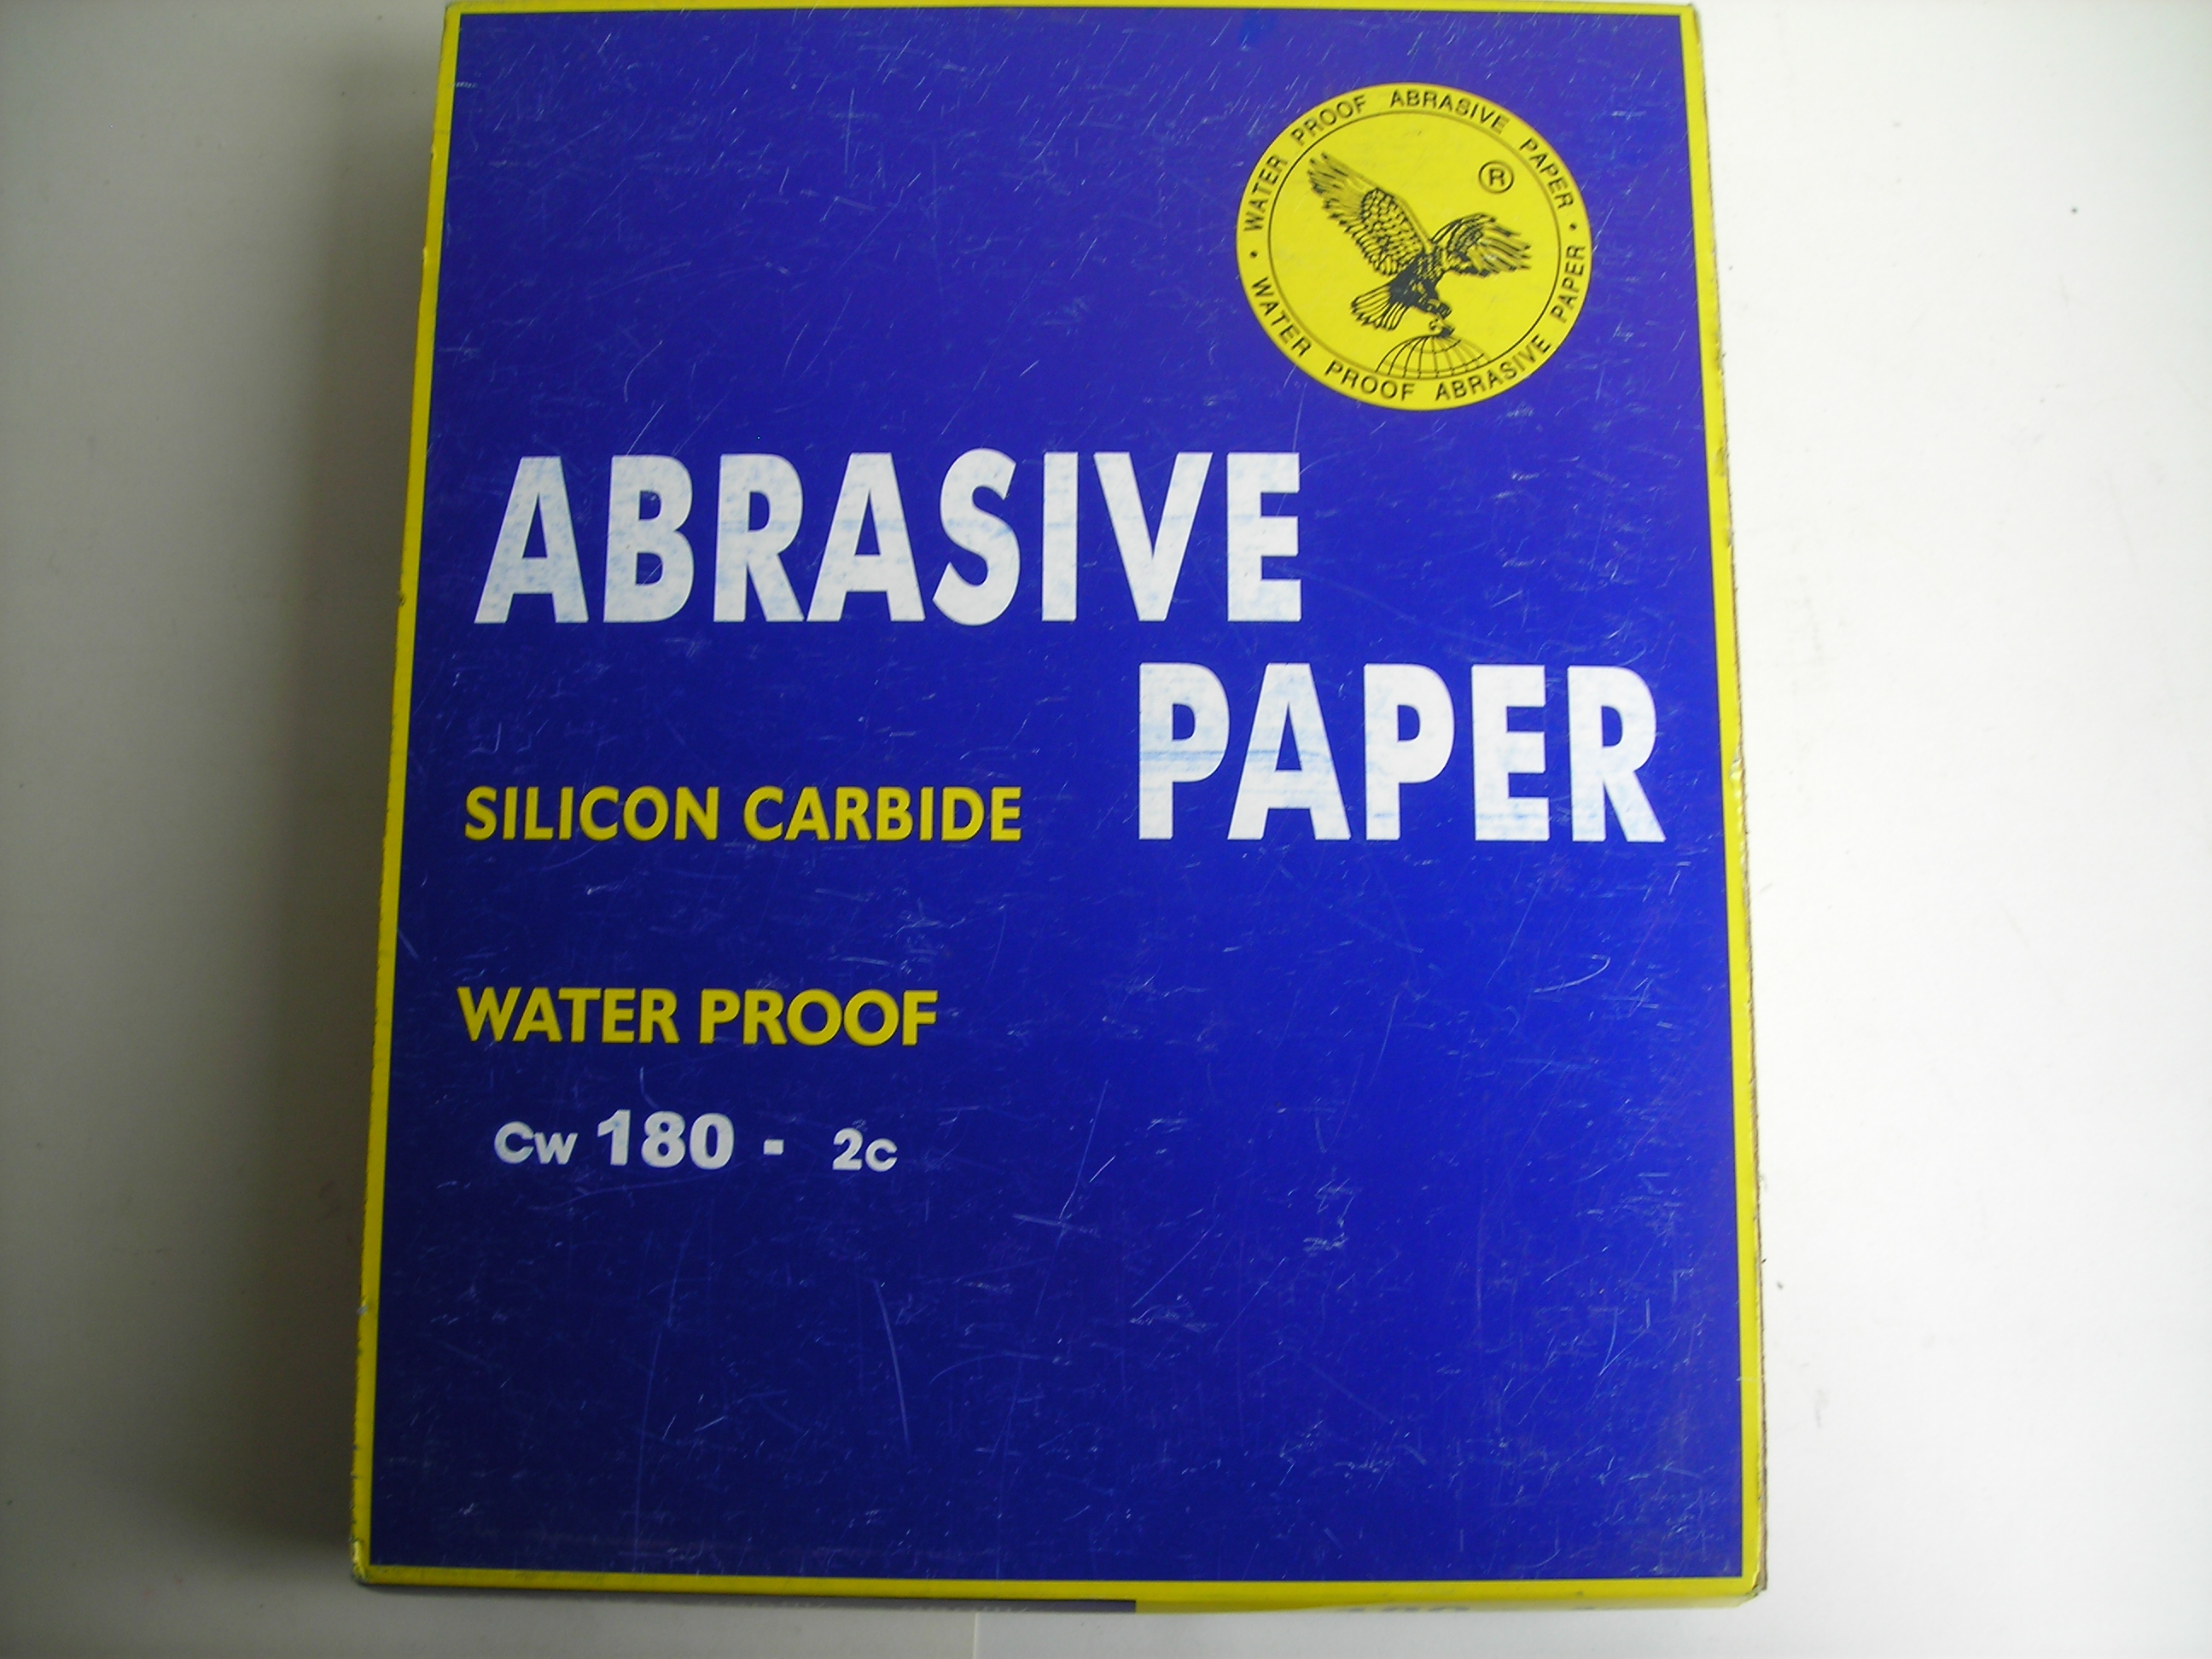 • WATER PROOF ABRASIVE PAPER •
WATER PROOF ABRASIVE PAPER
®
ABRASIVE
PAPER
SILICON CARBIDE
WATER PROOF
Cw 180 - 2c